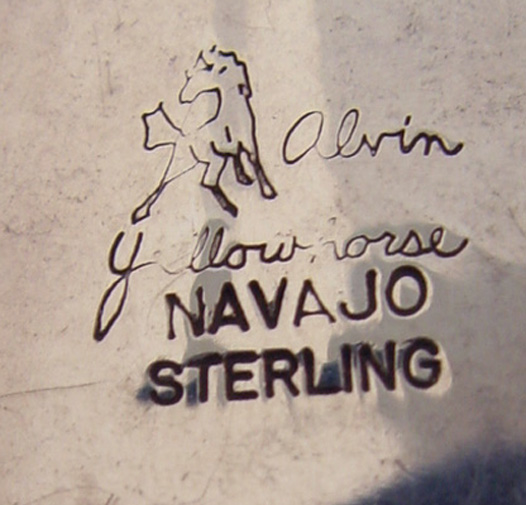 Alvin
Yellowhorse
NAVAJO
STERLING